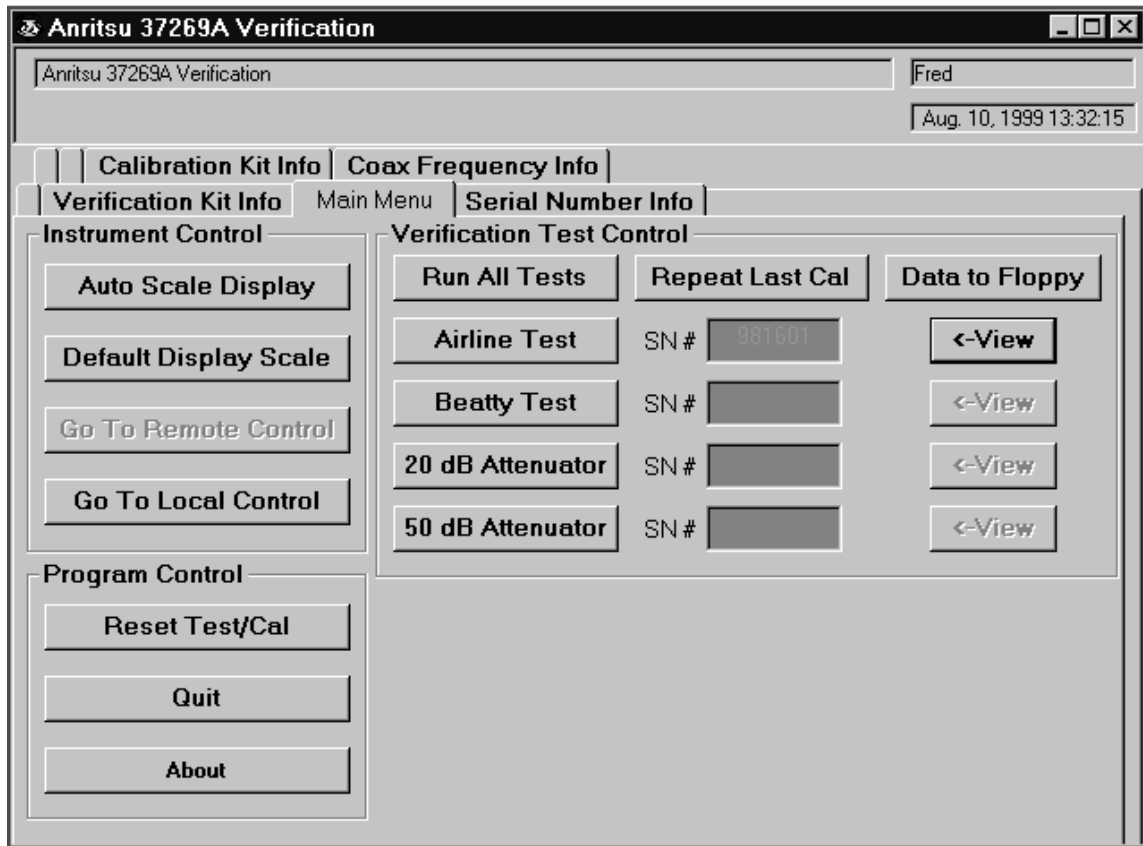 Anritsu 37269A Verification
Anritsu 37269A Verification
Fred
Aug. 10, 1999 13:32:15
Calibration Kit Info
Coax Frequency Info
Verification Kit Info
Main Menu
Serial Number Info
Instrument Control
Auto Scale Display
Default Display Scale
Go To Remote Control
Go To Local Control
Program Control
Reset Test/Cal
Quit
About
Verification Test Control
Run All Tests
Repeat Last Cal
Data to Floppy
Airline Test
SN # 981601
<-View
Beatty Test
SN #
<-View
20 dB Attenuator
SN #
<-View
50 dB Attenuator
SN #
<-View